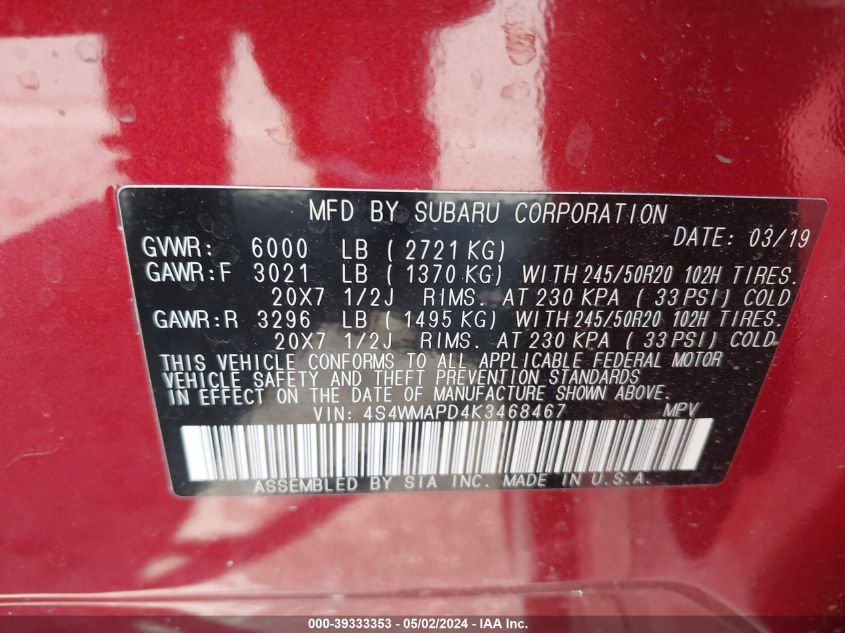 MFD BY SUBARU CORPORATION
DATE: 03/19
GVWR: 6000 LB ( 2721 KG)
GAWR:F 3021 LB ( 1370 KG) WITH 245/50R20 102H TIRES.
20X7 1/2J RIMS. AT 230 KPA ( 33 PSI) COLD
GAWR:R 3296 LB ( 1495 KG) WITH 245/50R20 102H TIRES.
20X7 1/2J RIMS. AT 230 KPA ( 33 PSI) COLD.
THIS VEHICLE CONFORMS TO ALL APPLICABLE FEDERAL MOTOR
VEHICLE SAFETY AND THEFT PREVENTION STANDARDS
IN EFFECT ON THE DATE OF MANUFACTURE SHOWN ABOVE.
VIN: 4S4WMAPD4K3468467 MPV
ASSEMBLED BY SIA INC. MADE IN U.S.A.
000-39333353 — 05/02/2024 — IAA Inc.